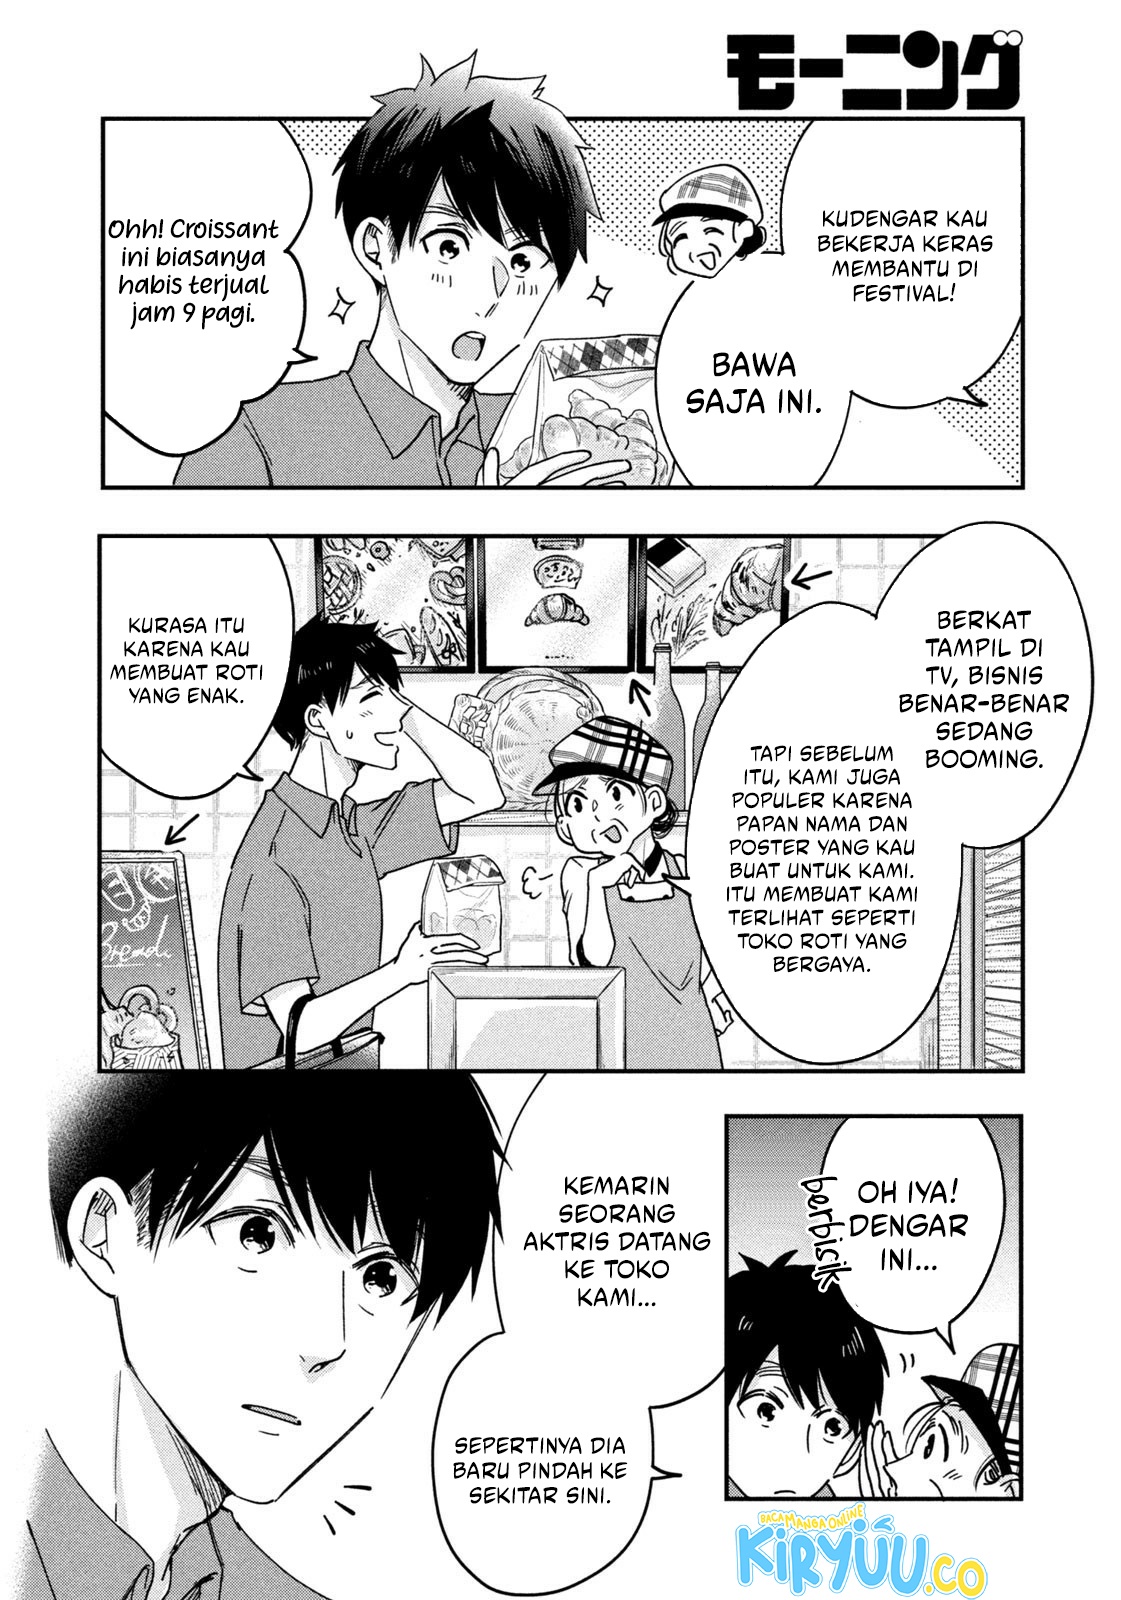 モーニング
KUDENGAR KAU
BEKERJA KERAS
MEMBANTU DI
FESTIVAL!
BAWA
SAJA INI.
Ohh! Croissant
ini biasanya
habis terjual
jam 9 pagi.
BERKAT
TAMPIL DI
TV, BISNIS
BENAR-BENAR
SEDANG
BOOMING.
TAPI SEBELUM
ITU, KAMI JUGA
POPULER KARENA
PAPAN NAMA DAN
POSTER YANG KAU
BUAT UNTUK KAMI.
ITU MEMBUAT KAMI
TERLIHAT SEPERTI
TOKO ROTI YANG
BERGAYA.
KURASA ITU
KARENA KAU
MEMBUAT ROTI
YANG ENAK.
Bread
OH IYA!
DENGAR
INI...
berbisik
KEMARIN
SEORANG
AKTRIS DATANG
KE TOKO
KAMI...
SEPERTINYA DIA
BARU PINDAH KE
SEKITAR SINI.
BACA MANGA ONLINE
KIRYUU.CO